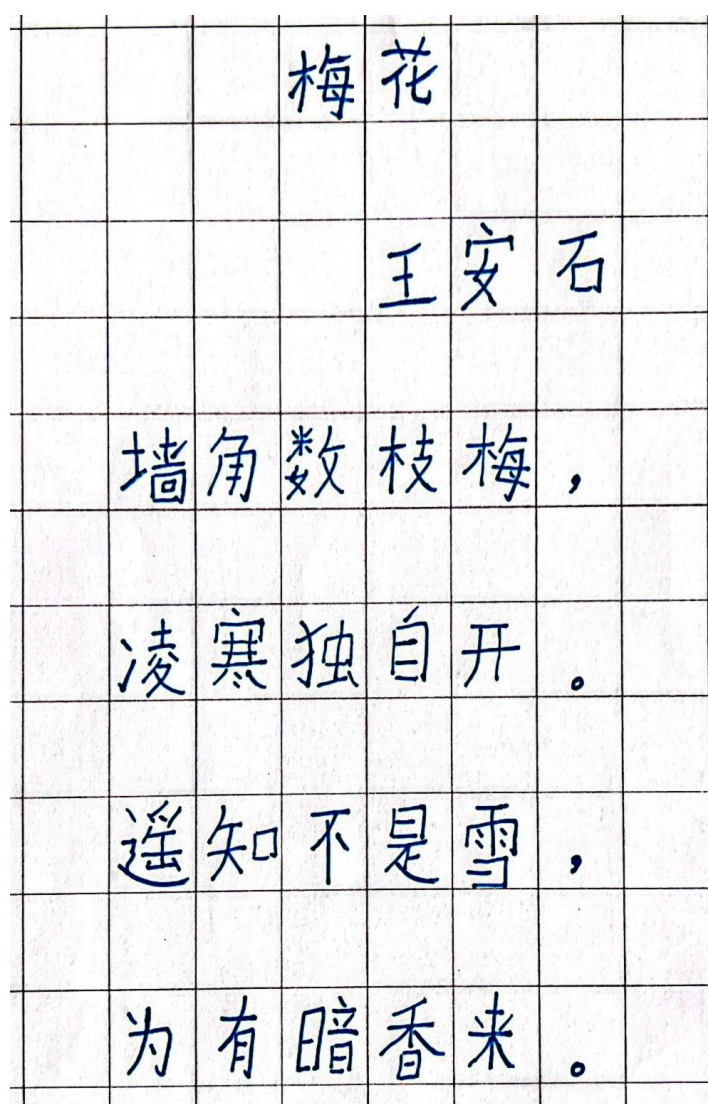 梅花
王安石
墙角数枝梅，
凌寒独自开。
遥知不是雪，
为有暗香来。